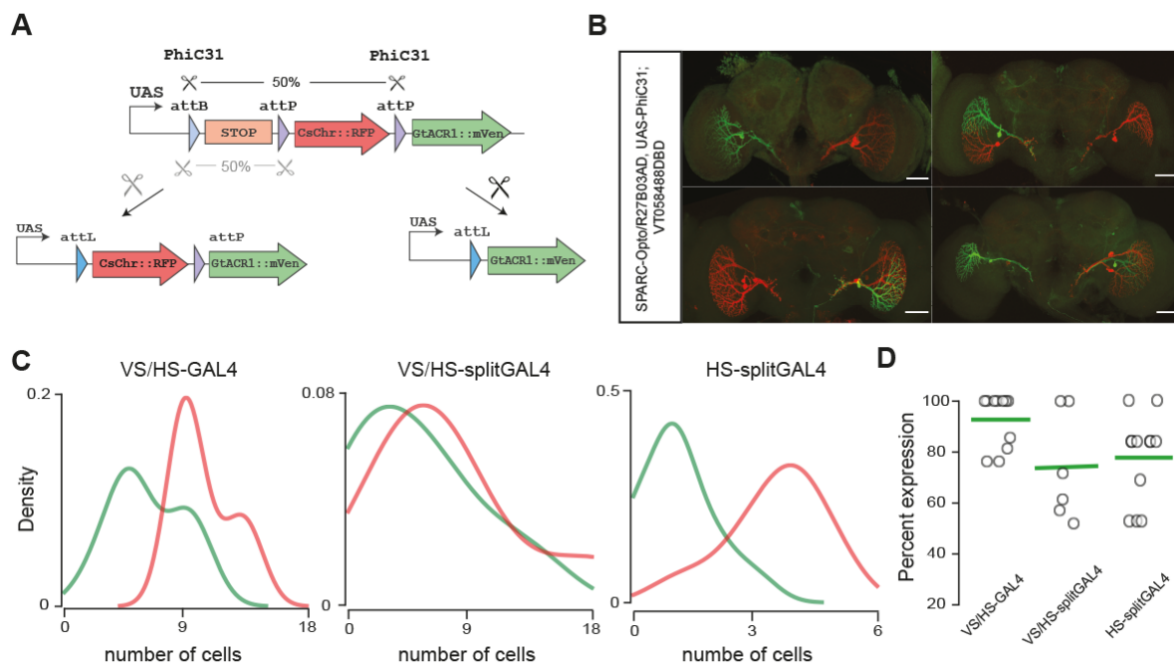 A
PhiC31 PhiC31
50%
UAS
attB attP attP
STOP CsChr::RFP GtACR1::mVen
50%
UAS attL attP
CsChr::RFP GtACR1::mVen
UAS attL
GtACR1::mVen
B
SPARC-Opto/R27B03AD, UAS-PhiC31;
VT058488DBD
C
VS/HS-GAL4
0.2
Density
0
0 9 18
number of cells
VS/HS-splitGAL4
0.08
0
0 9 18
number of cells
HS-splitGAL4
0.5
0
0 3 6
number of cells
D
Percent expression
100
80
60
40
20
VS/HS-GAL4
VS/HS-splitGAL4
HS-splitGAL4